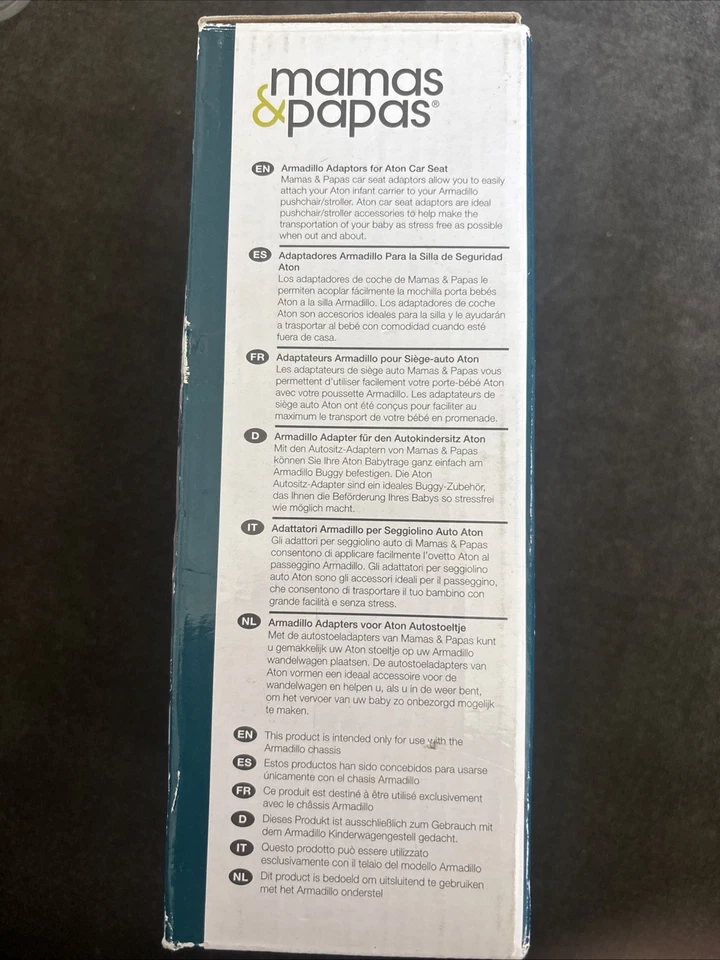 mamas
&papas®
EN Armadillo Adaptors for Aton Car Seat
Mamas & Papas car seat adaptors allow you to easily
attach your Aton infant carrier to your Armadillo
pushchair/stroller. Aton car seat adaptors are ideal
pushchair/stroller accessories to help make the
transportation of your baby as stress free as possible
when out and about.
ES Adaptadores Armadillo Para la Silla de Seguridad
Aton
Los adaptadores de coche de Mamas & Papas le
permiten acoplar fácilmente la mochilla porta bebés
Aton a la silla Armadillo. Los adaptadores de coche
Aton son accesorios ideales para la silla y le ayudarán
a trasportar al bebé con comodidad cuando esté
fuera de casa.
FR Adaptateurs Armadillo pour Siège-auto Aton
Les adaptateurs de siège auto Mamas & Papas vous
permettent d'utiliser facilement votre porte-bébé Aton
avec votre poussette Armadillo. Les adaptateurs de
siège auto Aton ont été conçus pour faciliter au
maximum le transport de votre bébé en promenade.
D Armadillo Adapter für den Autokindersitz Aton
Mit den Autositz-Adaptern von Mamas & Papas
können Sie Ihre Aton Babytrage ganz einfach am
Armadillo Buggy befestigen. Die Aton
Autositz-Adapter sind ein ideales Buggy-Zubehör,
das Ihnen die Beförderung Ihres Babys so stressfrei
wie möglich macht.
IT Adattatori Armadillo per Seggiolino Auto Aton
Gli adattori per seggiolino auto di Mamas & Papas
consentono di applicare facilmente l'ovetto Aton al
passeggino Armadillo. Gli adattatori per seggiolino
auto Aton sono gli accessori ideali per il passeggino,
che consentono di trasportare il tuo bambino con
grande facilità e senza stress.
NL Armadillo Adapters voor Aton Autostoeltje
Met de autostoeladapters van Mamas & Papas kunt
u gemakkelijk uw Aton stoeltje op uw Armadillo
wandelwagen plaatsen. De autostoeladapters van
Aton vormen een ideaal accessoire voor de
wandelwagen en helpen u, als u in de weer bent,
om het vervoer van uw baby zo onbezorgd mogelijk
te maken.
EN This product is intended only for use with the
Armadillo chassis
ES Estos productos han sido concebidos para usarse
únicamente con el chasis Armadillo
FR Ce produit est destiné à être utilisé exclusivement
avec le châssis Armadillo
D Dieses Produkt ist ausschließlich zum Gebrauch mit
dem Armadillo Kinderwagengestell gedacht.
IT Questo prodotto può essere utilizzato
esclusivamente con il telaio del modello Armadillo
NL Dit product is bedoeld om uitsluitend te gebruiken
met het Armadillo onderstel